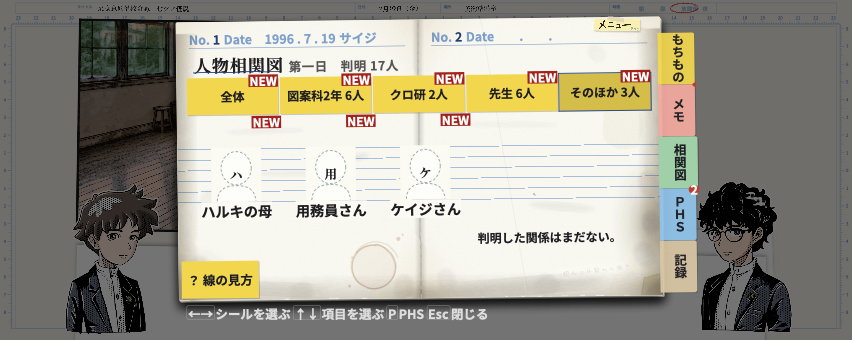 No. 1 Date 1996 . 7 . 19 サイジ
No. 2 Date . .
メニュー
人物相関図 第一日 判明 17人
NEW NEW NEW NEW NEW
全体 図案科2年 6人 クロ研 2人 先生 6人 そのほか 3人
NEW NEW NEW
ハ 用 ケ
ハルキの母 用務員さん ケイジさん
判明した関係はまだない。
? 線の見方
もちもの
メモ
相関図
2
PHS
記録
←→ シールを選ぶ ↑↓ 項目を選ぶ P PHS Esc 閉じる